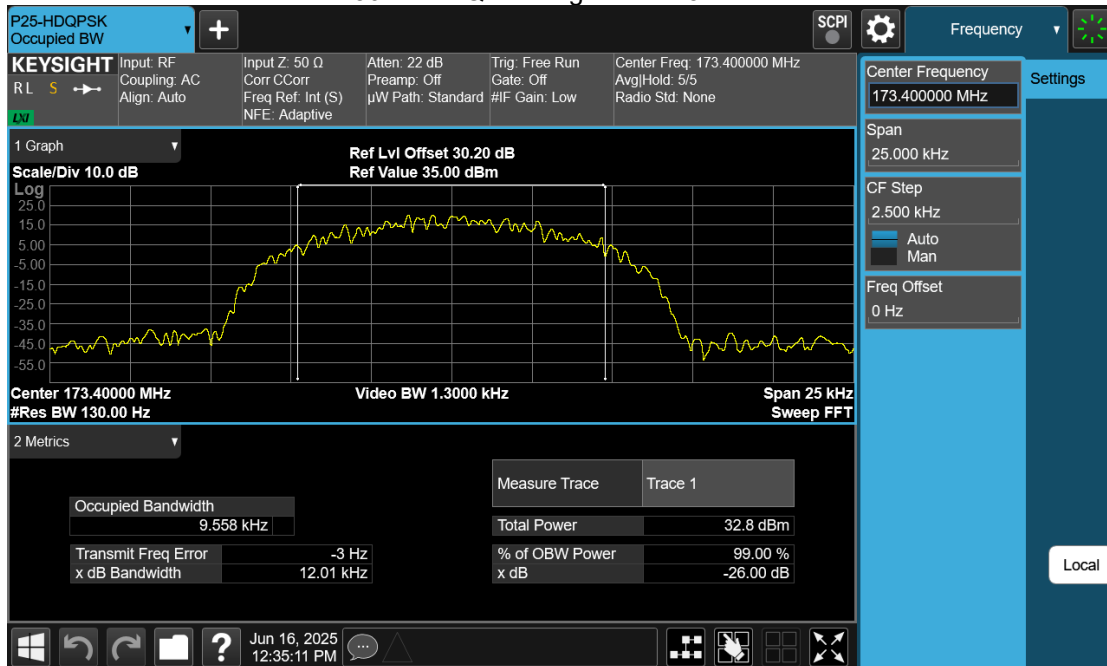 P25-HDQPSK
Occupied BW
SCPI
Frequency
KEYSIGHT
R L S
LXI
Input: RF
Coupling: AC
Align: Auto
Input Z: 50 Ω
Corr CCorr
Freq Ref: Int (S)
NFE: Adaptive
Atten: 22 dB
Preamp: Off
µW Path: Standard
Trig: Free Run
Gate: Off
#IF Gain: Low
Center Freq: 173.400000 MHz
Avg|Hold: 5/5
Radio Std: None
1 Graph
Scale/Div 10.0 dB
Ref Lvl Offset 30.20 dB
Ref Value 35.00 dBm
Log
25.0
15.0
5.00
-5.00
-15.0
-25.0
-35.0
-45.0
-55.0
Center 173.40000 MHz
#Res BW 130.00 Hz
Video BW 1.3000 kHz
Span 25 kHz
Sweep FFT
2 Metrics
Occupied Bandwidth
9.558 kHz
Transmit Freq Error -3 Hz
x dB Bandwidth 12.01 kHz
Measure Trace Trace 1
Total Power 32.8 dBm
% of OBW Power 99.00 %
x dB -26.00 dB
Center Frequency
173.400000 MHz
Span
25.000 kHz
CF Step
2.500 kHz
Auto
Man
Freq Offset
0 Hz
Settings
Local
?
Jun 16, 2025
12:35:11 PM